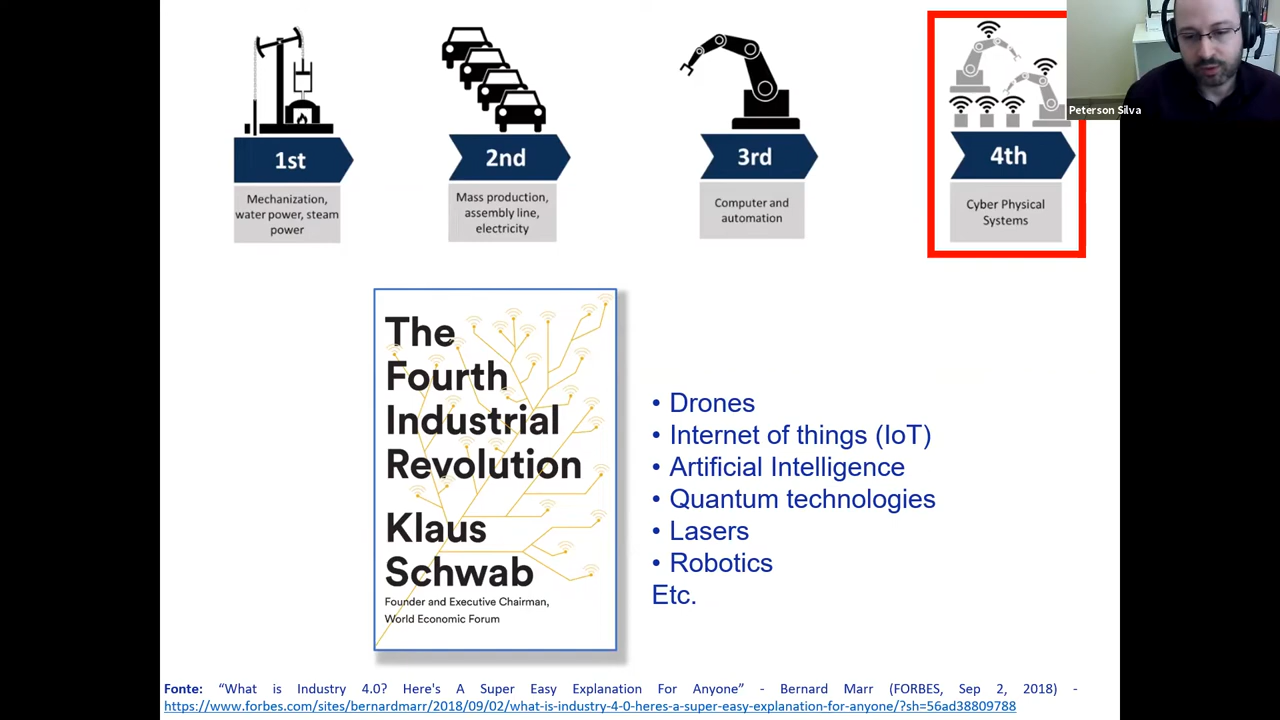 1st
Mechanization,
water power, steam
power
2nd
Mass production,
assembly line,
electricity
3rd
Computer and
automation
4th
Cyber Physical
Systems
Peterson Silva
The
Fourth
Industrial
Revolution
Klaus
Schwab
Founder and Executive Chairman,
World Economic Forum
• Drones
• Internet of things (IoT)
• Artificial Intelligence
• Quantum technologies
• Lasers
• Robotics
Etc.
Fonte: “What is Industry 4.0? Here's A Super Easy Explanation For Anyone” - Bernard Marr (FORBES, Sep 2, 2018) -
https://www.forbes.com/sites/bernardmarr/2018/09/02/what-is-industry-4-0-heres-a-super-easy-explanation-for-anyone/?sh=56ad38809788